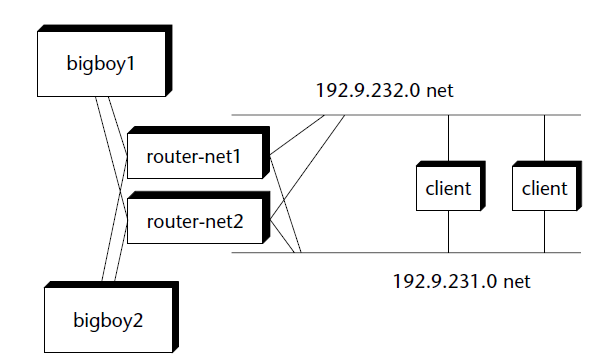 bigboy1
192.9.232.0 net
router-net1
client
client
router-net2
192.9.231.0 net
bigboy2